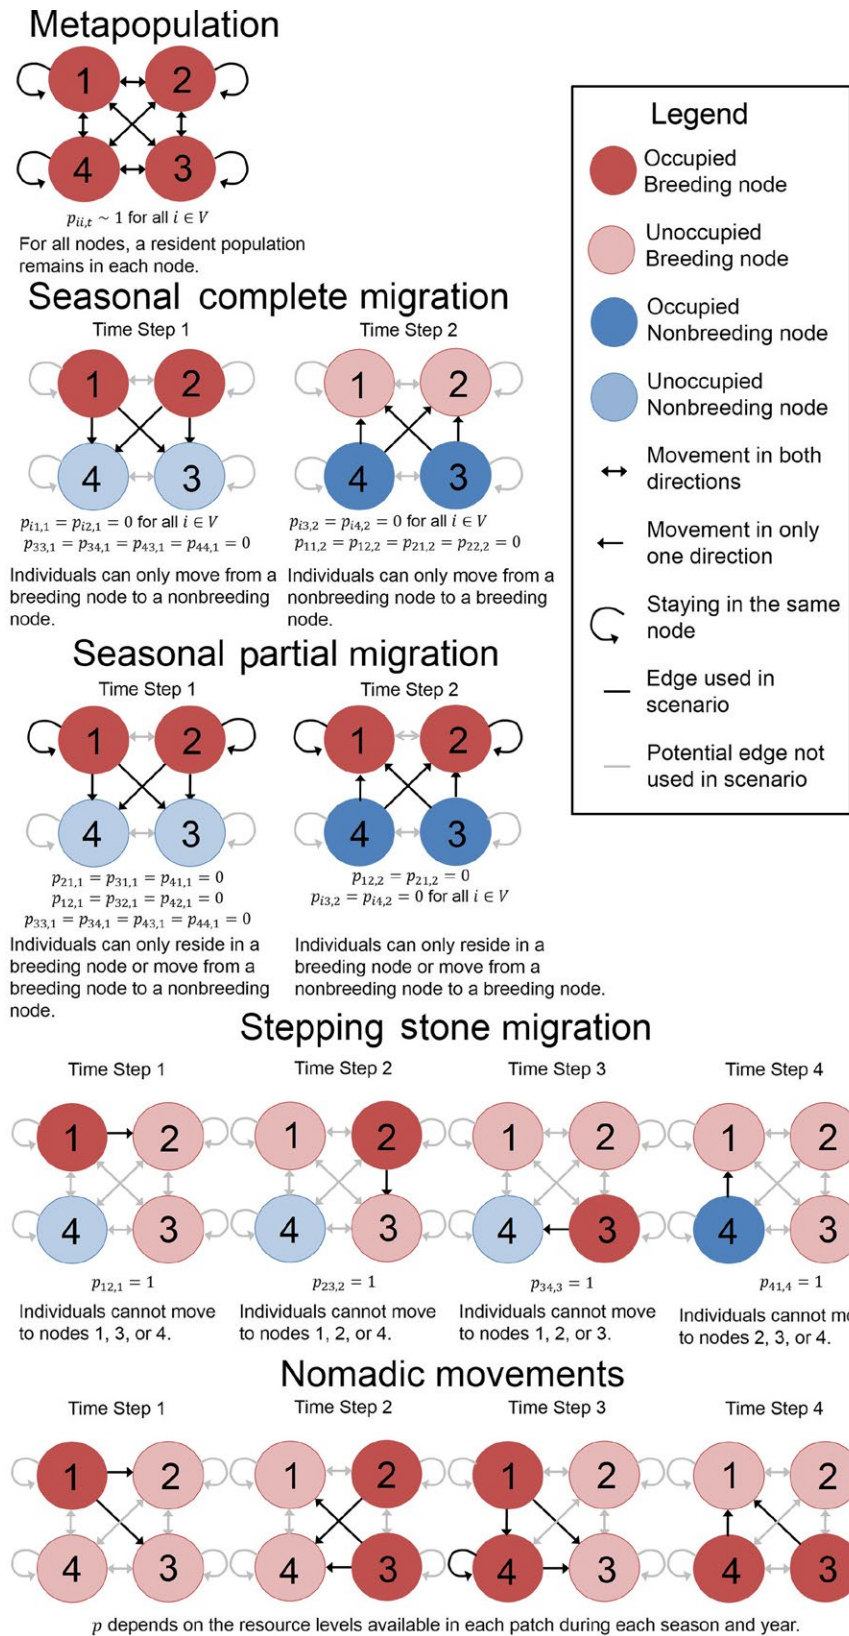 Metapopulation
1 2
4 3
p_{ii,t} ~ 1 for all i ∈ V
For all nodes, a resident population
remains in each node.
Legend
Occupied
Breeding node
Unoccupied
Breeding node
Occupied
Nonbreeding node
Unoccupied
Nonbreeding node
Movement in both
directions
Movement in only
one direction
Staying in the same
node
Edge used in
scenario
Potential edge not
used in scenario
Seasonal complete migration
Time Step 1
1 2
4 3
p_{i1,1} = p_{i2,1} = 0 for all i ∈ V
p_{33,1} = p_{34,1} = p_{43,1} = p_{44,1} = 0
Individuals can only move from a
breeding node to a nonbreeding
node.
Time Step 2
1 2
4 3
p_{i3,2} = p_{i4,2} = 0 for all i ∈ V
p_{11,2} = p_{12,2} = p_{21,2} = p_{22,2} = 0
Individuals can only move from a
nonbreeding node to a breeding
node.
Seasonal partial migration
Time Step 1
1 2
4 3
p_{21,1} = p_{31,1} = p_{41,1} = 0
p_{12,1} = p_{32,1} = p_{42,1} = 0
p_{33,1} = p_{34,1} = p_{43,1} = p_{44,1} = 0
Individuals can only reside in a
breeding node or move from a
breeding node to a nonbreeding
node.
Time Step 2
1 2
4 3
p_{12,2} = p_{21,2} = 0
p_{i3,2} = p_{i4,2} = 0 for all i ∈ V
Individuals can only reside in a
breeding node or move from a
nonbreeding node to a breeding node.
Stepping stone migration
Time Step 1
1 2
4 3
p_{12,1} = 1
Individuals cannot move
to nodes 1, 3, or 4.
Time Step 2
1 2
4 3
p_{23,2} = 1
Individuals cannot move
to nodes 1, 2, or 4.
Time Step 3
1 2
4 3
p_{34,3} = 1
Individuals cannot move
to nodes 1, 2, or 3.
Time Step 4
1 2
4 3
p_{41,4} = 1
Individuals cannot
to nodes 2, 3, or 4.
Nomadic movements
Time Step 1
1 2
4 3
Time Step 2
1 2
4 3
Time Step 3
1 2
4 3
Time Step 4
1 2
4 3
p depends on the resource levels available in each patch during each season and year.